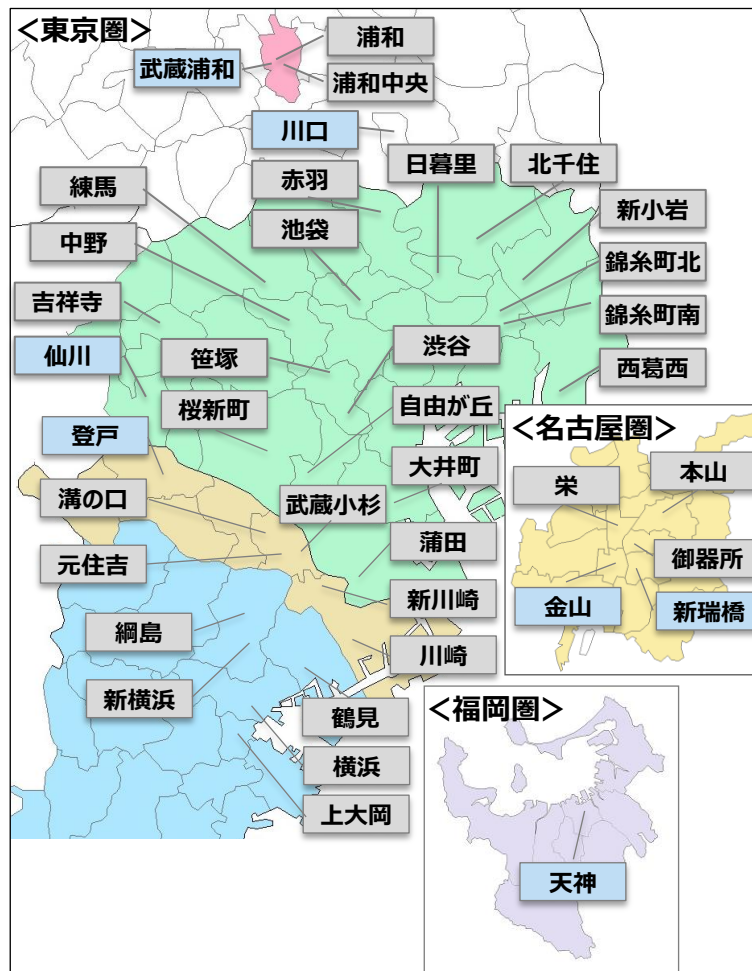 <東京圏>
浦和
武蔵浦和
浦和中央
川口
日暮里
北千住
練馬
赤羽
新小岩
中野
池袋
錦糸町北
吉祥寺
錦糸町南
仙川
笹塚
渋谷
西葛西
桜新町
自由が丘
登戸
大井町
溝の口
武蔵小杉
元住吉
蒲田
新川崎
綱島
川崎
新横浜
鶴見
横浜
上大岡
<名古屋圏>
栄
本山
御器所
金山
新瑞橋
<福岡圏>
天神